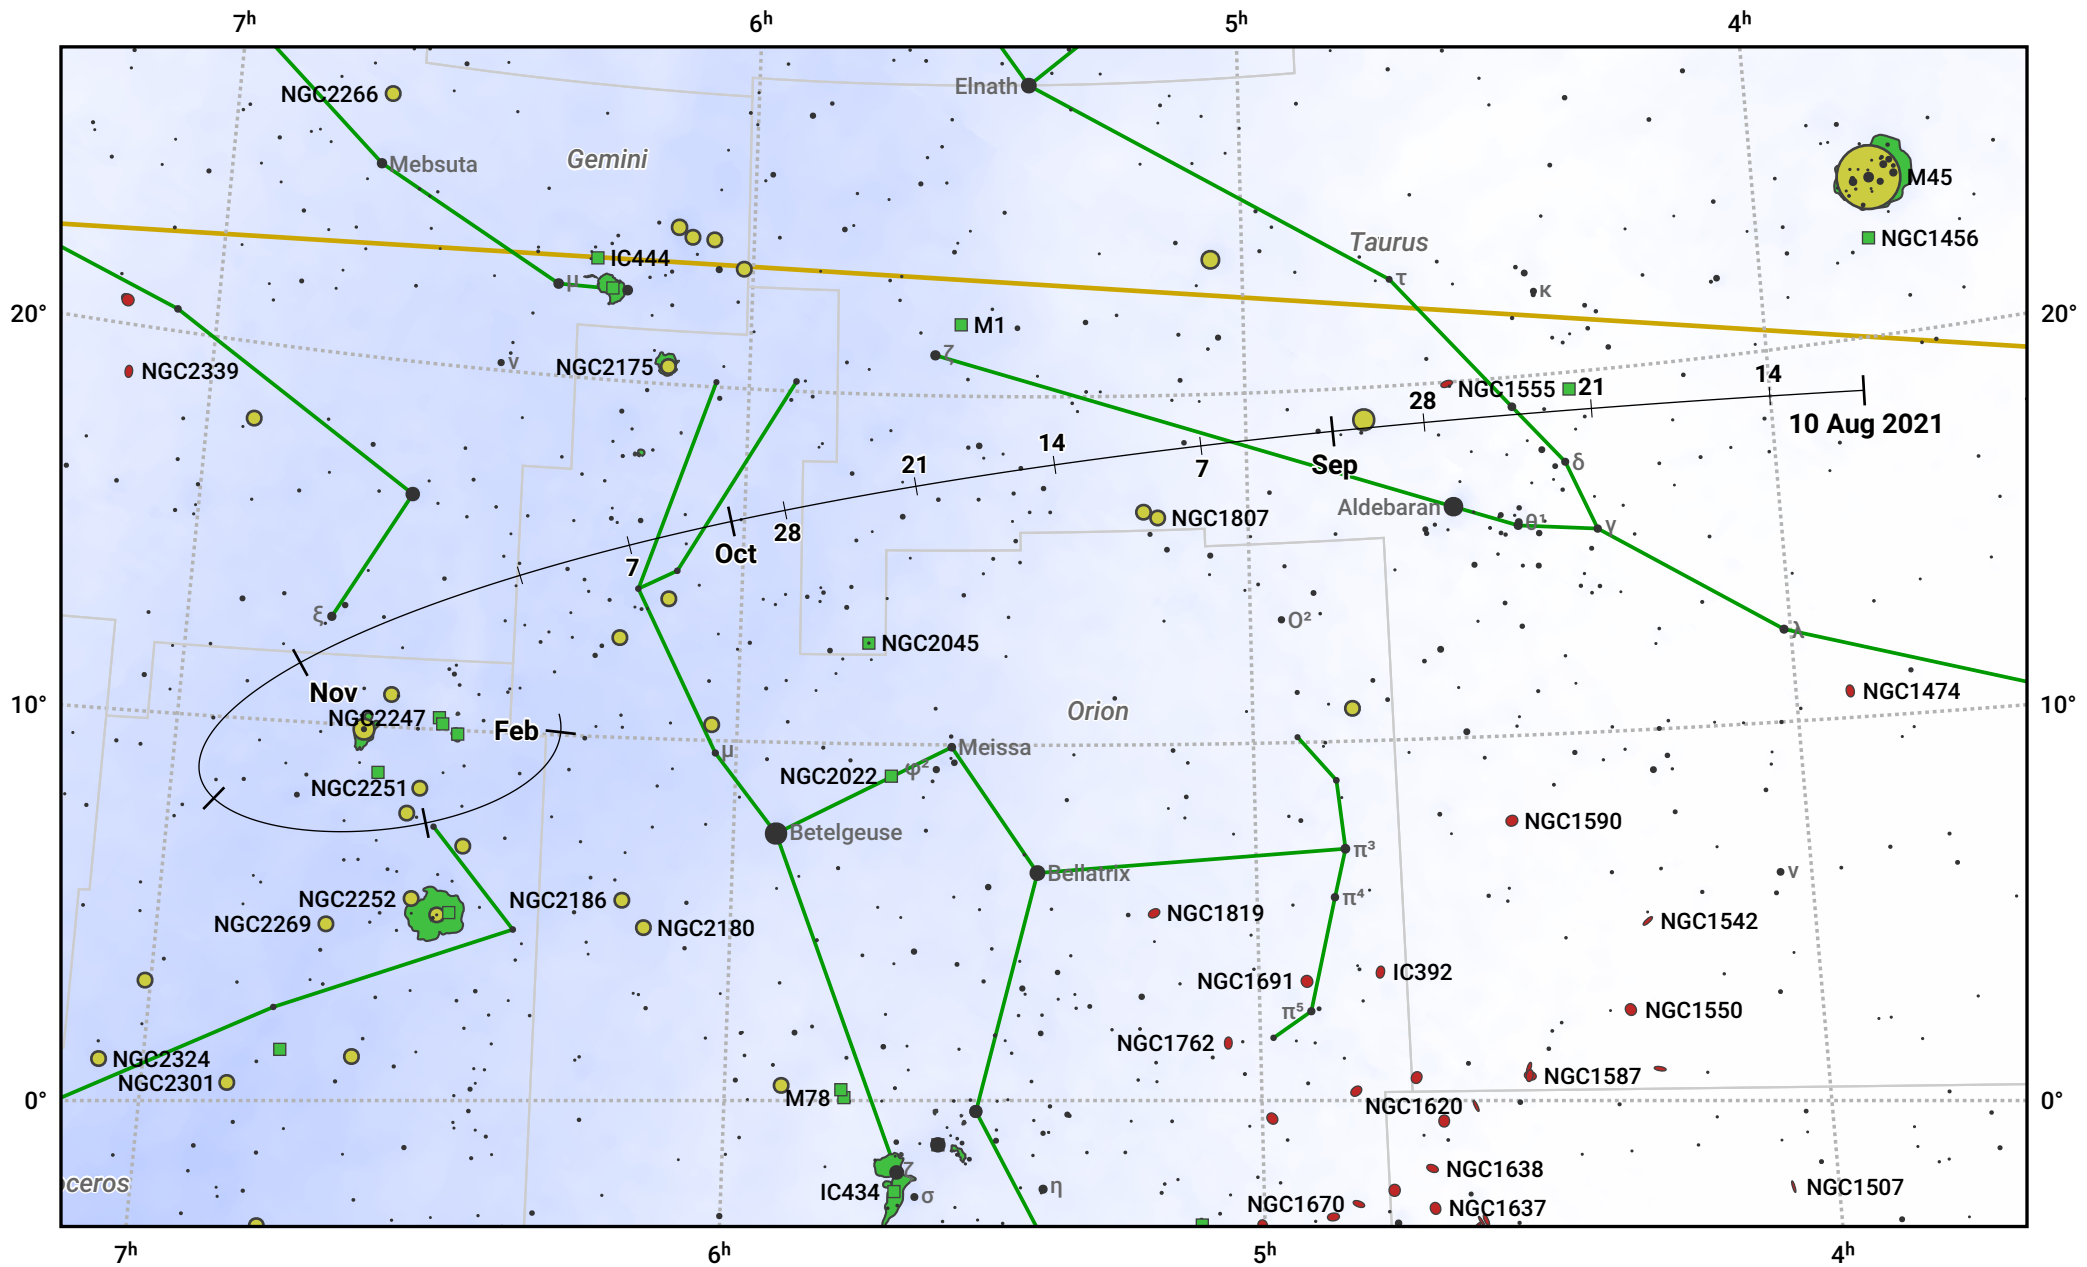 7h 6h 5h 4h
NGC2266
Elnath
Mebsuta
Gemini
M45
Taurus
NGC1456
IC444
μ
τ
κ
20°
20°
M1
ζ
ν
NGC2175
NGC2339
NGC1555
21
14
28
10 Aug 2021
14
7
Sep
δ
21
Aldebaran
θ¹
γ
NGC1807
28
Oct
7
ξ
Ο²
λ
NGC2045
Nov
NGC1474
10°
10°
Orion
NGC2247
Feb
μ
Meissa
NGC2022
φ²
NGC2251
NGC1590
Betelgeuse
π³
Bellatrix
ν
NGC2252
NGC2186
π⁴
NGC2269
NGC2180
NGC1819
NGC1542
NGC1691
IC392
π⁵
NGC1550
NGC1762
NGC2324
NGC2301
NGC1587
M78
NGC1620
0°
0°
NGC1638
ζ
oceros
IC434
σ
η
NGC1507
NGC1670
NGC1637
7h 6h 5h 4h